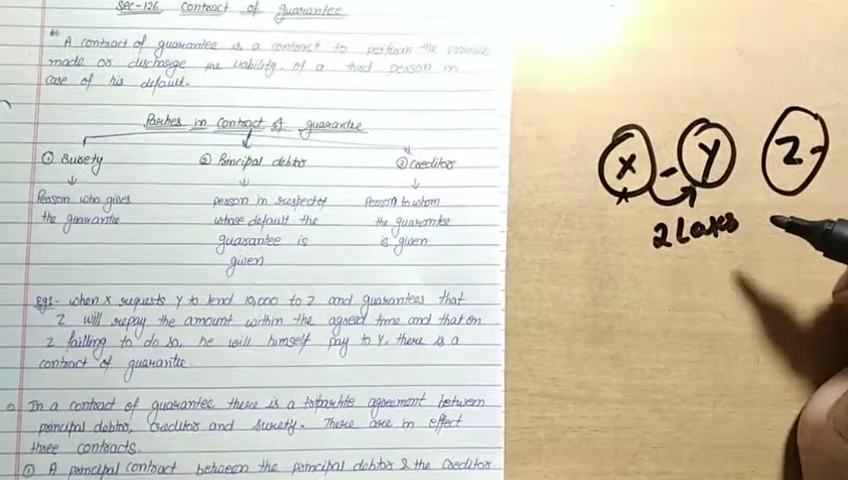 Sec-126 Contract of guarantee
" A contract of guarantee is a contract to perform the promise
made or discharge the liability of a third person in
case of his default.
Parties in Contract of guarantee
① Surety ② Principal debtor ③ Creditor
Person who gives person in respect of Person to whom
the guarantee whose default the the guarantee
guarantee is is given
given
egs- when X requests Y to lend 10,000 to Z and guarantees that
Z will repay the amount within the agreed time and that on
Z failling to do so, he will himself pay to Y, there is a
contract of guarantee.
In a contract of guarantee there is a tripartite agreement between
principal debtor, creditor and surety. There are in effect
three contracts.
① A principal contract between the principal debtor & the creditor.
X - Y Z -
2 Lakes